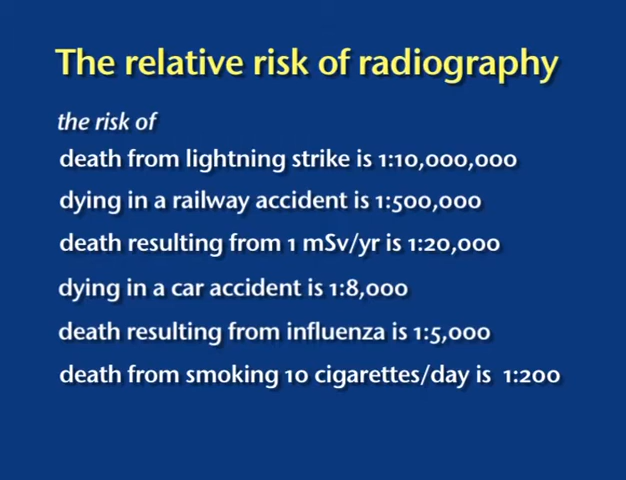 The relative risk of radiography
the risk of
death from lightning strike is 1:10,000,000
dying in a railway accident is 1:500,000
death resulting from 1 mSv/yr is 1:20,000
dying in a car accident is 1:8,000
death resulting from influenza is 1:5,000
death from smoking 10 cigarettes/day is 1:200